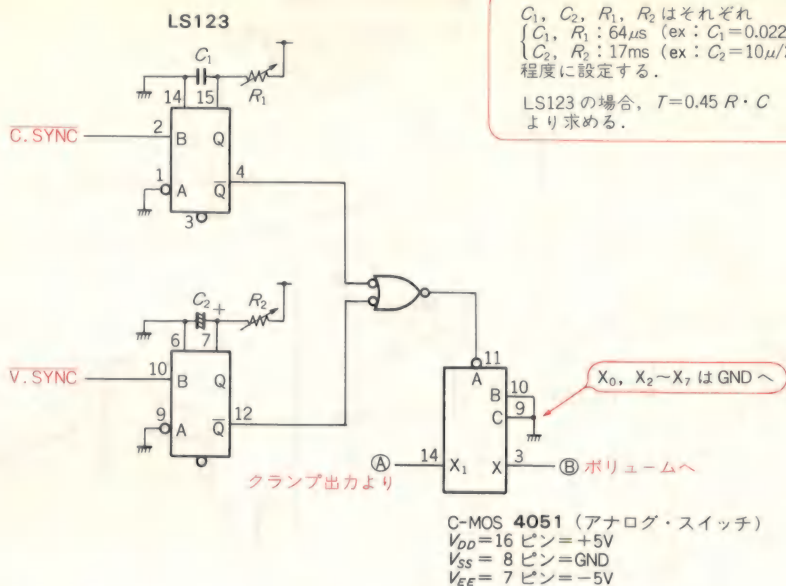 LS123
C₁, C₂, R₁, R₂ はそれぞれ
C₁, R₁ : 64μs (ex : C₁=0.022
C₂, R₂ : 17ms (ex : C₂=10μ/
程度に設定する.
LS123 の場合, T=0.45 R・C
より求める.
C₁
14 15 R₁
C.SYNC 2 B Q
1 A Q 4
3
C₂ + R₂
6 7
V.SYNC 10 B Q
9 A Q 12
11
A
B 10
C 9
X₀, X₂~X₇ は GND へ
Ⓐ 14 X₁ X 3 Ⓑ ボリュームへ
クランプ出力より
C-MOS 4051 (アナログ・スイッチ)
VDD=16 ピン=+5V
VSS= 8 ピン=GND
VEE= 7 ピン=−5V